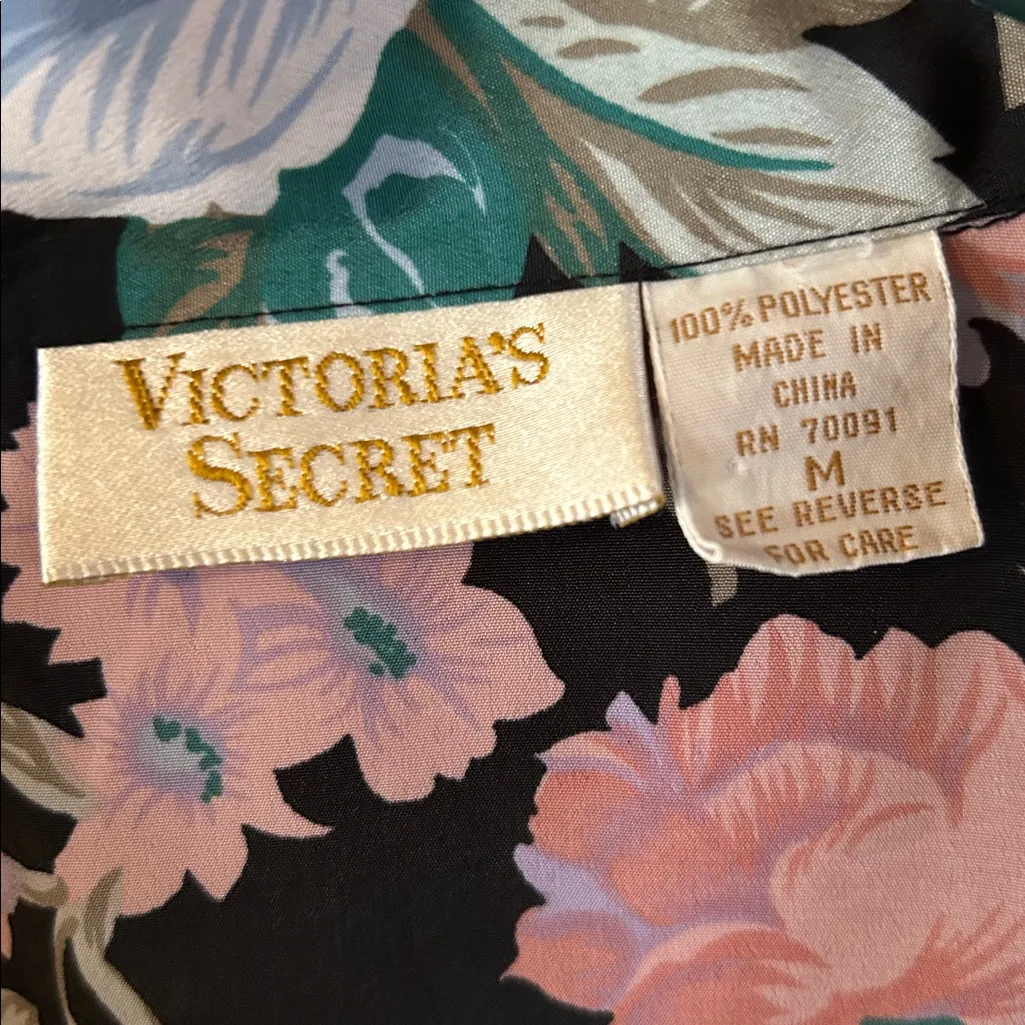 VICTORIA'S
SECRET
100% POLYESTER
MADE IN
CHINA
RN 70091
M
SEE REVERSE
FOR CARE